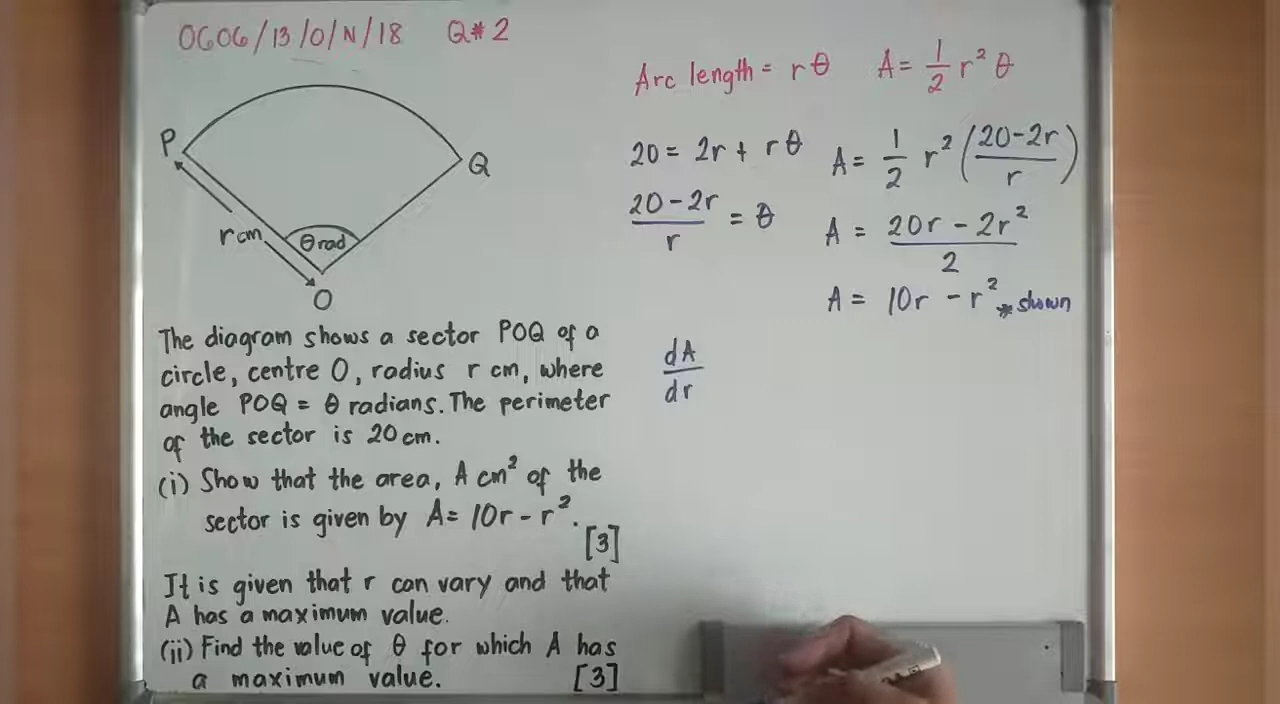 0606/13/O/N/18 Q#2
P
Q
r cm
θ rad
O
The diagram shows a sector POQ of a
circle, centre O, radius r cm, where
angle POQ = θ radians. The perimeter
of the sector is 20 cm.
(i) Show that the area, A cm² of the
sector is given by A = 10r - r².
[3]
It is given that r can vary and that
A has a maximum value.
(ii) Find the value of θ for which A has
a maximum value. [3]
Arc length = rθ A = 1/2 r² θ
20 = 2r + rθ
(20 - 2r)/r = θ
A = 1/2 r² ((20 - 2r)/r)
A = (20r - 2r²)/2
A = 10r - r² * shown
dA/dr